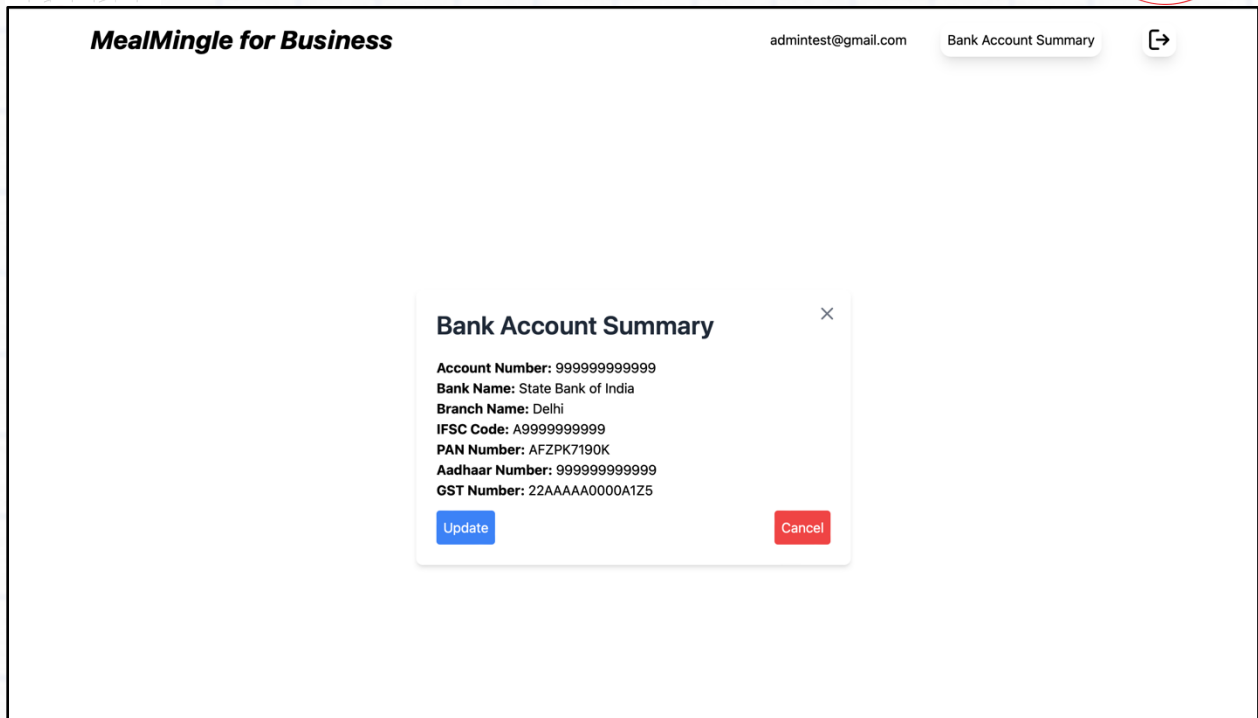 MealMingle for Business
admintest@gmail.com
Bank Account Summary
Bank Account Summary
Account Number: 999999999999
Bank Name: State Bank of India
Branch Name: Delhi
IFSC Code: A9999999999
PAN Number: AFZPK7190K
Aadhaar Number: 999999999999
GST Number: 22AAAAA0000A1Z5
Update
Cancel